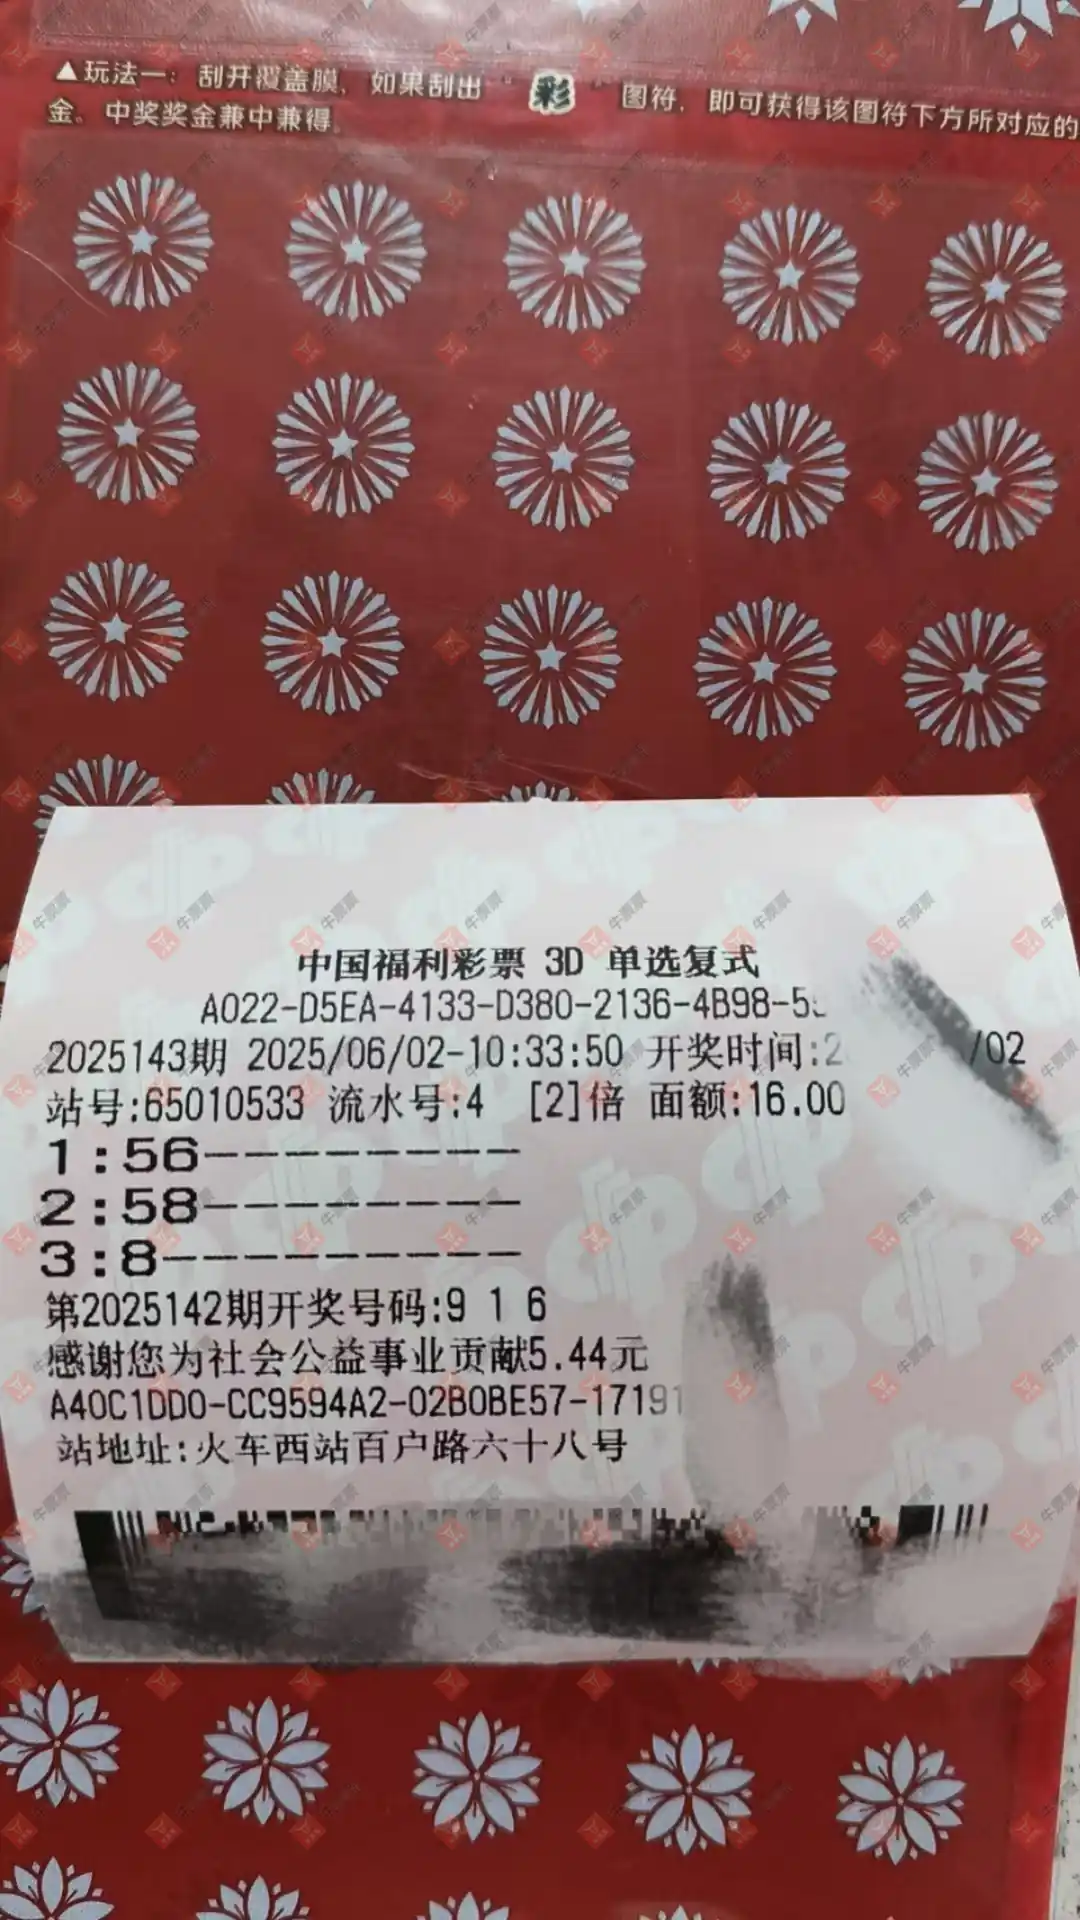 ▲玩法一：刮开覆盖膜，如果刮出 彩 图符，即可获得该图符下方所对应的
金。中奖奖金兼中兼得。
中国福利彩票 3D 单选复式
A022-D5EA-4133-D380-2136-4B98-5
2025143期 2025/06/02-10:33:50 开奖时间:2 /02
站号:65010533 流水号:4 [2]倍 面额:16.00
1:56---------
2:58---------
3:8----------
第2025142期开奖号码:9 1 6
感谢您为社会公益事业贡献5.44元
A40C1DD0-CC9594A2-02B0BE57-17191
站地址:火车西站百户路六十八号
牛票票